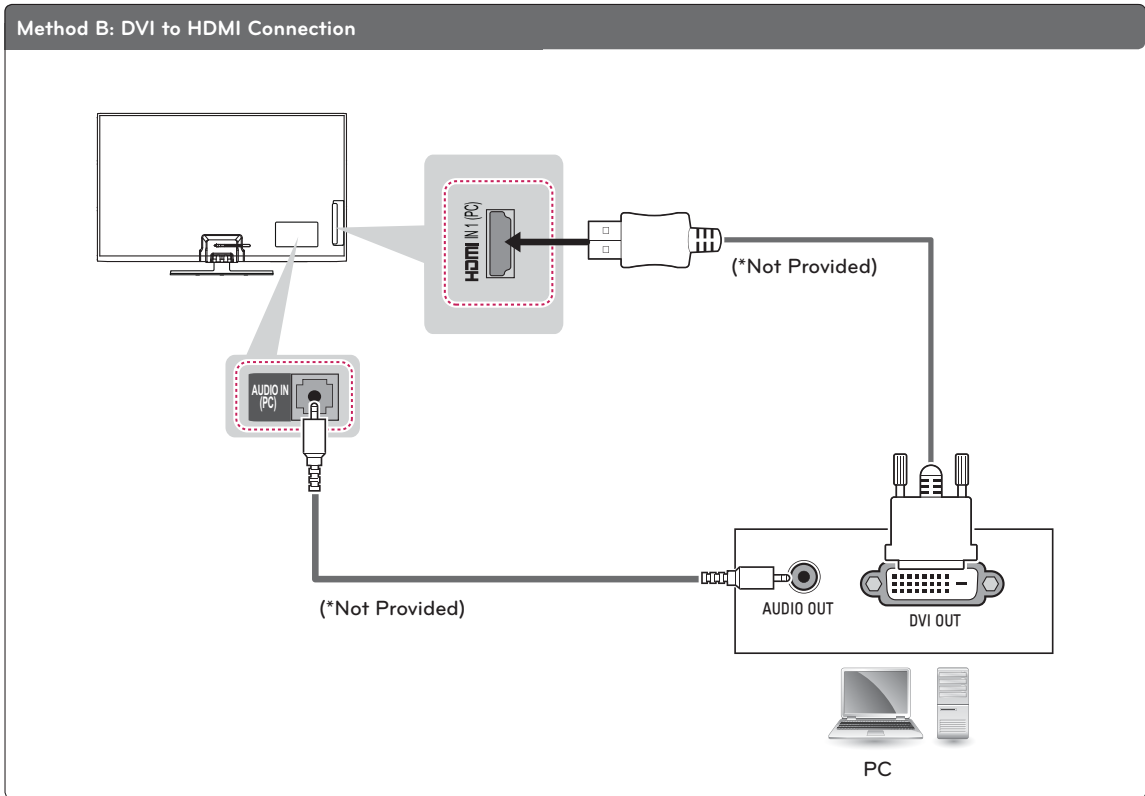 Method B: DVI to HDMI Connection
HDMI IN 1 (PC)
(*Not Provided)
AUDIO IN
(PC)
(*Not Provided)
AUDIO OUT
DVI OUT
PC